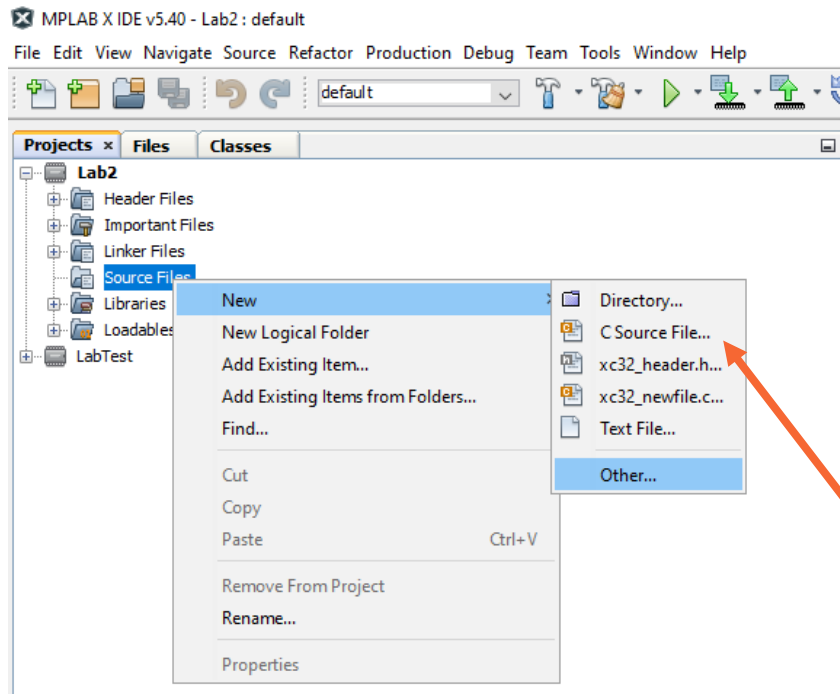 MPLAB X IDE v5.40 - Lab2 : default
File Edit View Navigate Source Refactor Production Debug Team Tools Window Help
default
Projects × Files Classes
Lab2
Header Files
Important Files
Linker Files
Source Files
Libraries
Loadables
LabTest
New
New Logical Folder
Add Existing Item...
Add Existing Items from Folders...
Find...
Cut
Copy
Paste Ctrl+V
Remove From Project
Rename...
Properties
Directory...
C Source File...
xc32_header.h...
xc32_newfile.c...
Text File...
Other...